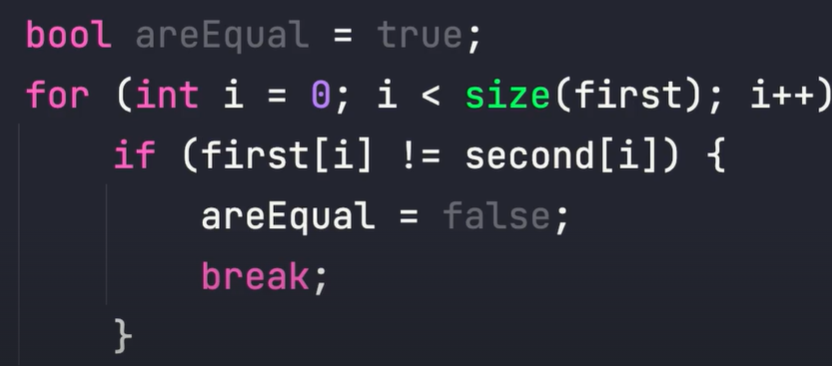 bool areEqual = true;
for (int i = 0; i < size(first); i++)
if (first[i] != second[i]) {
areEqual = false;
break;
}